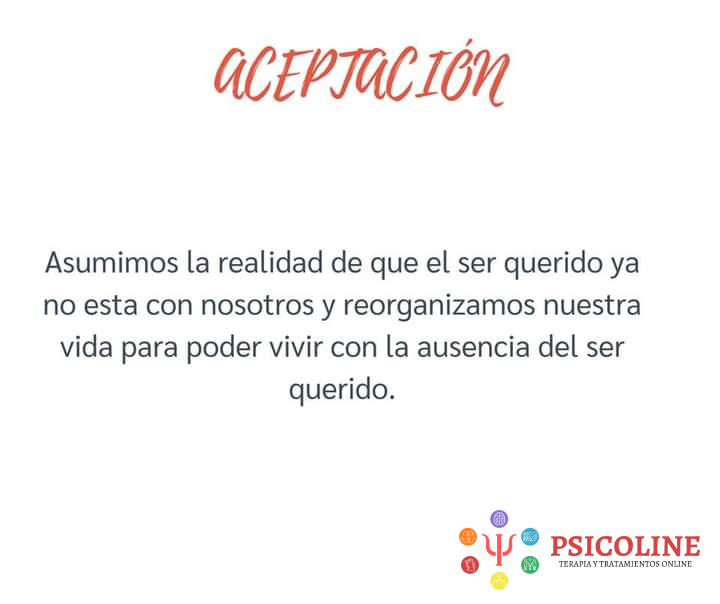 ACEPTACIÓN
Asumimos la realidad de que el ser querido ya
no esta con nosotros y reorganizamos nuestra
vida para poder vivir con la ausencia del ser
querido.
PSICOLINE
TERAPIA Y TRATAMIENTOS ONLINE